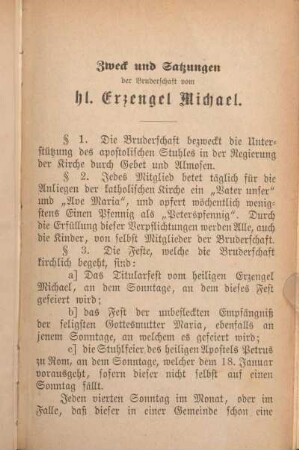 Zweck und Satzungen
der Bruderschaft vom
hl. Erzengel Michael.
§ 1. Die Bruderschaft bezweckt die Unter-
stützung des apostolischen Stuhles in der Regierung
der Kirche durch Gebet und Almosen.
§ 2. Jedes Mitglied betet täglich für die
Anliegen der katholischen Kirche ein „Vater unser“
und „Ave Maria“, und opfert wöchentlich wenig-
stens Einen Pfennig als „Peterspfennig“. Durch
die Erfüllung dieser Verpflichtungen werden Alle, auch
die Kinder, von selbst Mitglieder der Bruderschaft.
§ 3. Die Feste, welche die Bruderschaft
kirchlich begeht, sind:
a] Das Titularfest vom heiligen Erzengel
Michael, an dem Sonntage, an dem dieses Fest
gefeiert wird;
b] das Fest der unbefleckten Empfängniß
der seligsten Gottesmutter Maria, ebenfalls an
jenem Sonntage, an welchem es gefeiert wird;
c] die Stuhlfeier des heiligen Apostels Petrus
zu Rom, an dem Sonntage, welcher dem 18. Januar
vorausgeht, sofern dieser nicht selbst auf einen
Sonntag fällt.
Jeden vierten Sonntag im Monat, oder im
Falle, daß dieser in einer Gemeinde schon eine